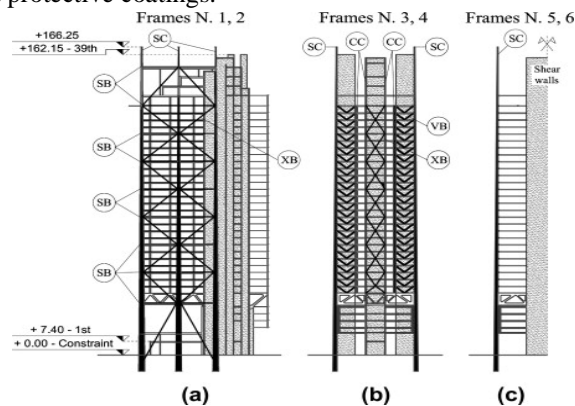 protective coatings.
Frames N. 1, 2
Frames N. 3, 4
Frames N. 5, 6
+166.25
+162.15 - 39th
SC
SC
CC
CC
SC
SC
Shear
walls
SB
SB
VB
XB
XB
SB
SB
+ 7.40 - 1st
+ 0.00 - Constraint
(a)
(b)
(c)